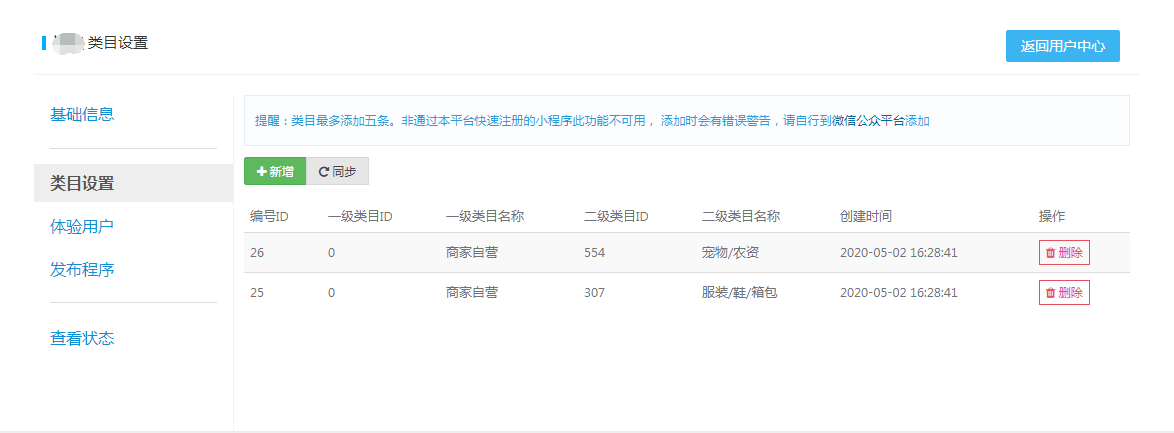 类目设置
返回用户中心
基础信息
类目设置
体验用户
发布程序
查看状态
提醒：类目最多添加五条。非通过本平台快速注册的小程序此功能不可用， 添加时会有错误警告，请自行到微信公众平台添加
新增 同步
编号ID 一级类目ID 一级类目名称 二级类目ID 二级类目名称 创建时间 操作
26 0 商家自营 554 宠物/农资 2020-05-02 16:28:41 删除
25 0 商家自营 307 服装/鞋/箱包 2020-05-02 16:28:41 删除